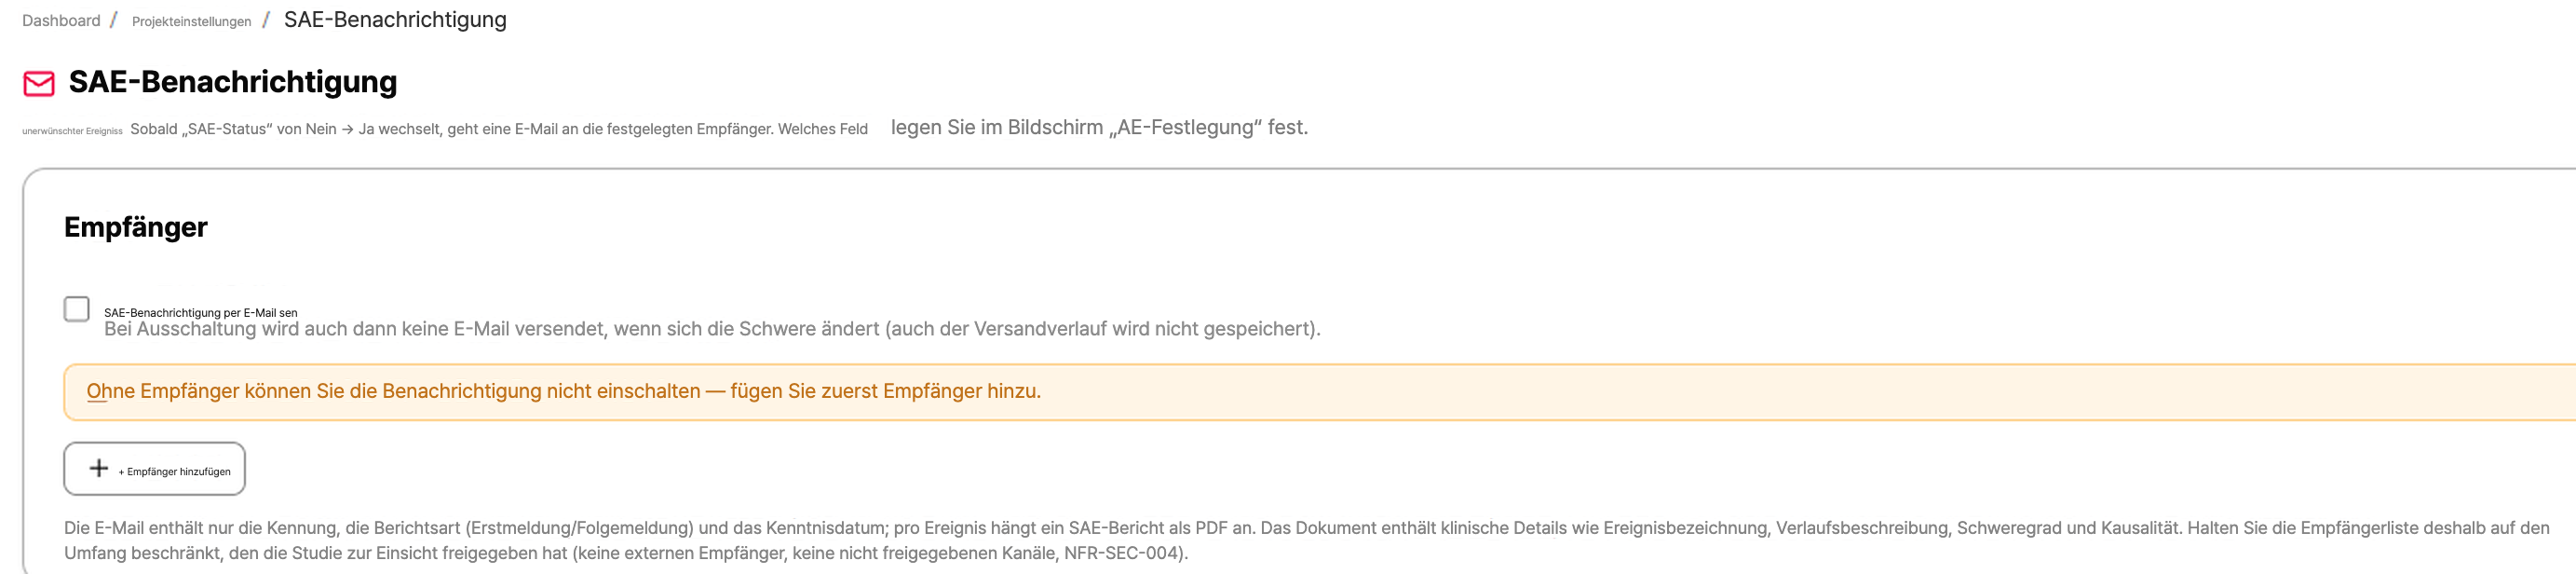 Dashboard / Projekteinstellungen / SAE-Benachrichtigung
SAE-Benachrichtigung
unerwünschter Ereigniss Sobald „SAE-Status“ von Nein → Ja wechselt, geht eine E-Mail an die festgelegten Empfänger. Welches Feld legen Sie im Bildschirm „AE-Festlegung“ fest.
Empfänger
SAE-Benachrichtigung per E-Mail sen
Bei Ausschaltung wird auch dann keine E-Mail versendet, wenn sich die Schwere ändert (auch der Versandverlauf wird nicht gespeichert).
Ohne Empfänger können Sie die Benachrichtigung nicht einschalten — fügen Sie zuerst Empfänger hinzu.
+ + Empfänger hinzufügen
Die E-Mail enthält nur die Kennung, die Berichtsart (Erstmeldung/Folgemeldung) und das Kenntnisdatum; pro Ereignis hängt ein SAE-Bericht als PDF an. Das Dokument enthält klinische Details wie Ereignisbezeichnung, Verlaufsbeschreibung, Schweregrad und Kausalität. Halten Sie die Empfängerliste deshalb auf den
Umfang beschränkt, den die Studie zur Einsicht freigegeben hat (keine externen Empfänger, keine nicht freigegebenen Kanäle, NFR-SEC-004).